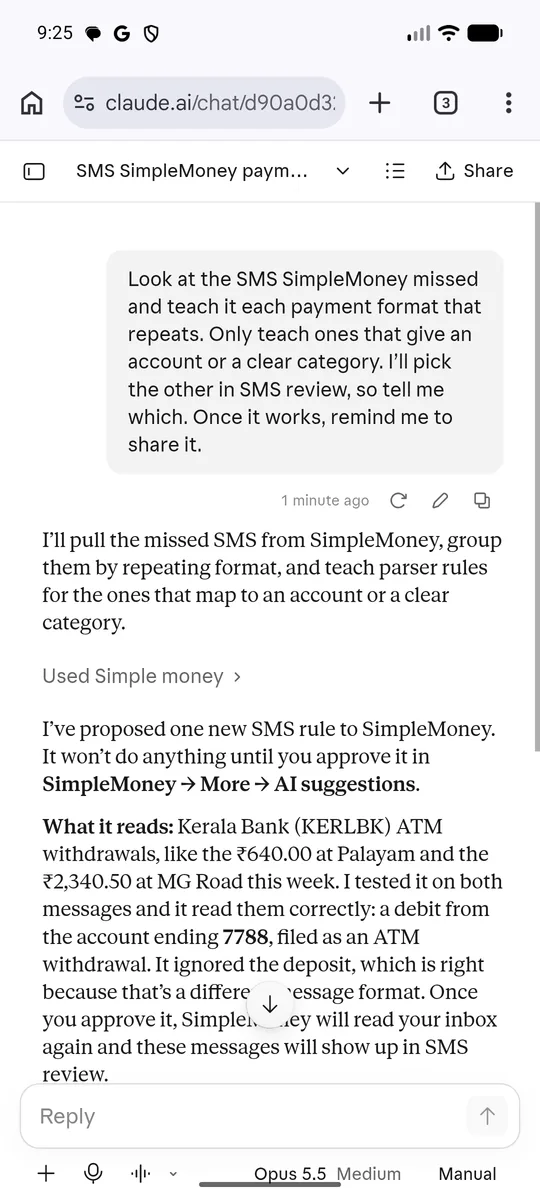 9:25
claude.ai/chat/d90a0d3
3
SMS SimpleMoney paym...
Share
Look at the SMS SimpleMoney missed
and teach it each payment format that
repeats. Only teach ones that give an
account or a clear category. I'll pick
the other in SMS review, so tell me
which. Once it works, remind me to
share it.
1 minute ago
I'll pull the missed SMS from SimpleMoney, group
them by repeating format, and teach parser rules
for the ones that map to an account or a clear
category.
Used Simple money >
I've proposed one new SMS rule to SimpleMoney.
It won't do anything until you approve it in
SimpleMoney → More → AI suggestions.
What it reads: Kerala Bank (KERLBK) ATM
withdrawals, like the ₹640.00 at Palayam and the
₹2,340.50 at MG Road this week. I tested it on both
messages and it read them correctly: a debit from
the account ending 7788, filed as an ATM
withdrawal. It ignored the deposit, which is right
because that's a message format. Once
you approve it, will read your inbox
again and these messages will show up in SMS
review.
Reply
Opus 5.5 Medium
Manual